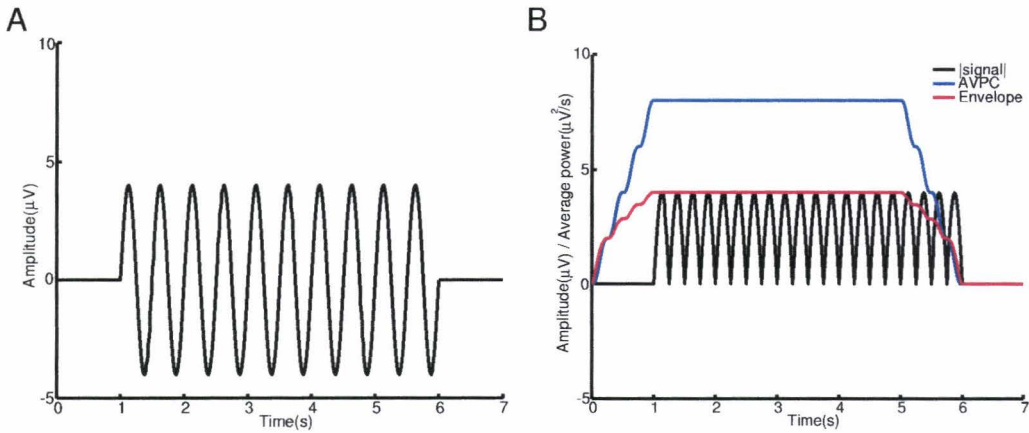 A
Amplitude(μV)
10
5
0
-5
0 1 2 3 4 5 6 7
Time(s)
B
Amplitude(μV) / Average power(μV²/s)
10
5
0
-5
|signal|
AVPC
Envelope
0 1 2 3 4 5 6 7
Time(s)